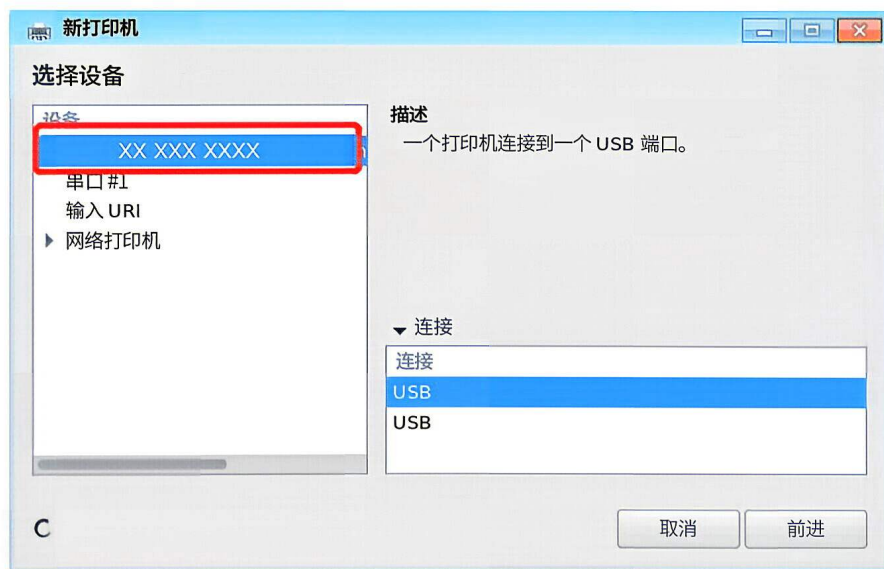 新打印机
选择设备
设备
XX XXX XXXX
串口 #1
输入 URI
网络打印机
描述
一个打印机连接到一个 USB 端口。
连接
连接
USB
USB
取消
前进